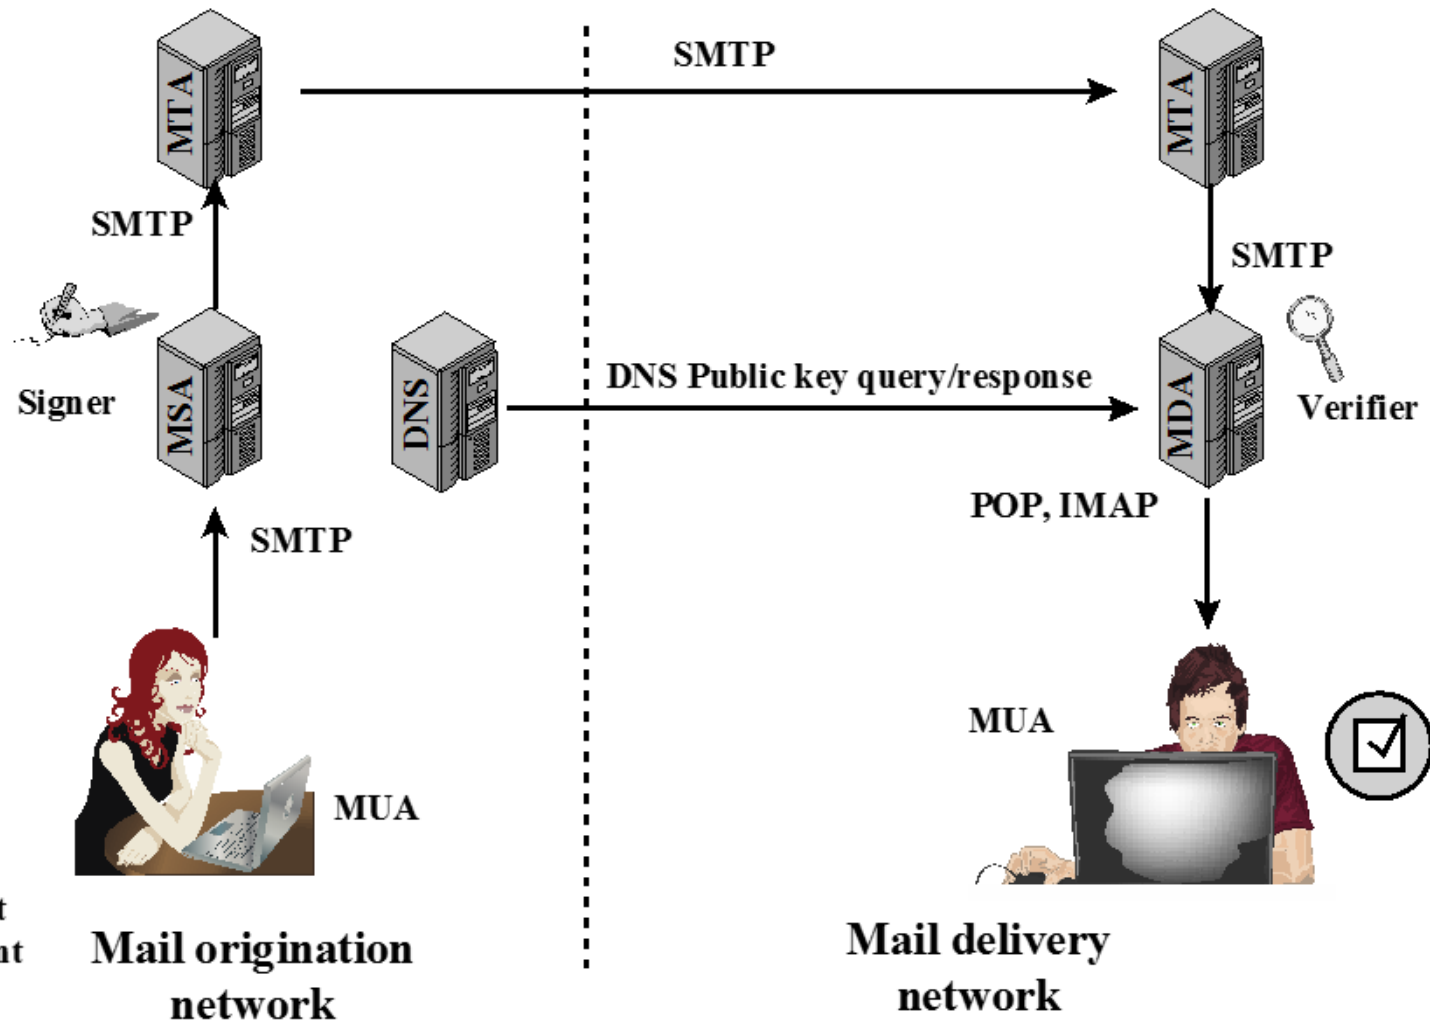 SMTP
MTA
MTA
SMTP
SMTP
Signer
MSA
DNS
DNS Public key query/response
MDA
Verifier
POP, IMAP
SMTP
MUA
MUA
t
nt
Mail origination
network
Mail delivery
network